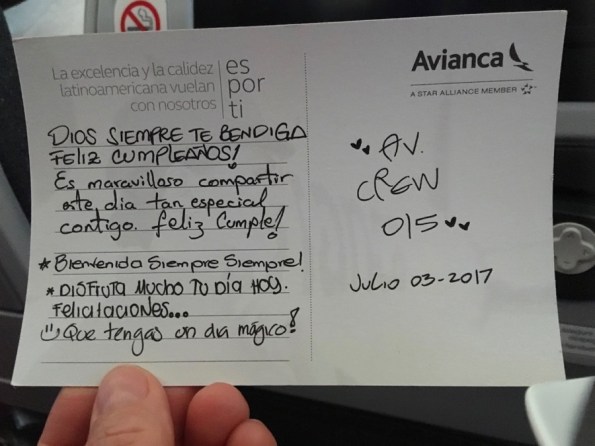 La excelencia y la calidez
latinoamericana vuelan
con nosotros
es
por
ti
DIOS SIEMPRE TE BENDIGA
FELIZ CUMPLEAÑOS!
Es maravilloso compartir
este dia tan especial
contigo. Feliz Cumple!
* Bienvenida Siempre Siempre!
* DISFRUTA MUCHO TU DÍA HOY.
FELICITACIONES...
Que tengas un día mágico!
Avianca
A STAR ALLIANCE MEMBER
AV.
CREW
015
JULIO 03-2017